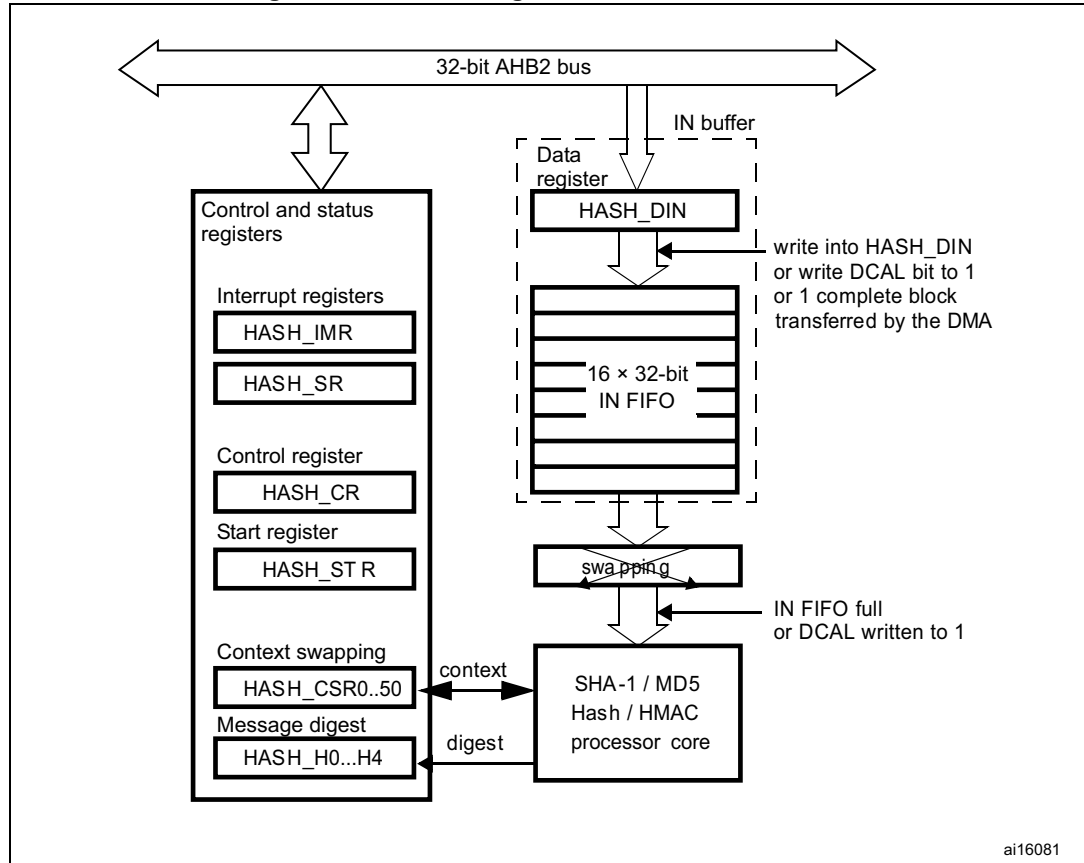 32-bit AHB2 bus
IN buffer
Data
register
HASH_DIN
write into HASH_DIN
or write DCAL bit to 1
or 1 complete block
transferred by the DMA
16 × 32-bit
IN FIFO
swapping
IN FIFO full
or DCAL written to 1
SHA-1 / MD5
Hash / HMAC
processor core
Control and status
registers
Interrupt registers
HASH_IMR
HASH_SR
Control register
HASH_CR
Start register
HASH_ST R
Context swapping
HASH_CSR0..50
context
Message digest
HASH_H0...H4
digest
ai16081